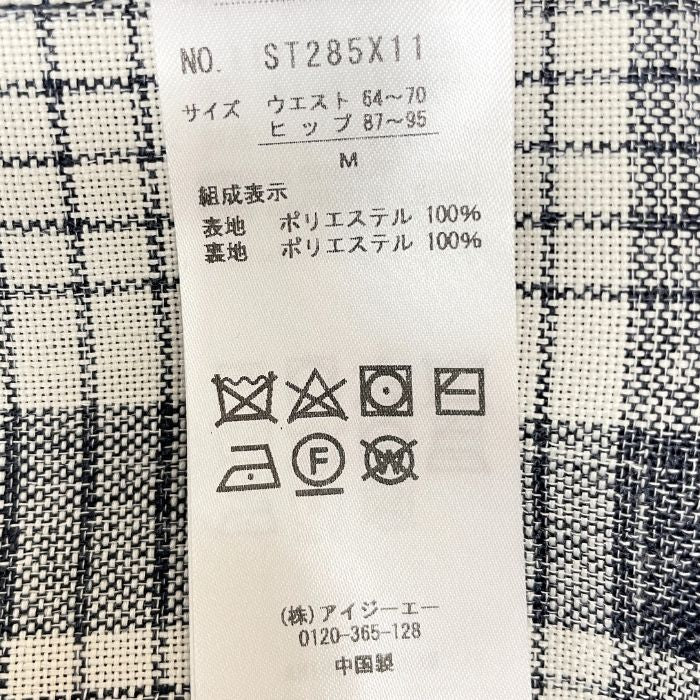 NO. ST285X11
サイズ ウエスト 64～70
ヒップ 87～95
M
組成表示
表地 ポリエステル 100%
裏地 ポリエステル 100%
F
W
(株)アイジーエー
0120-365-128
中国製